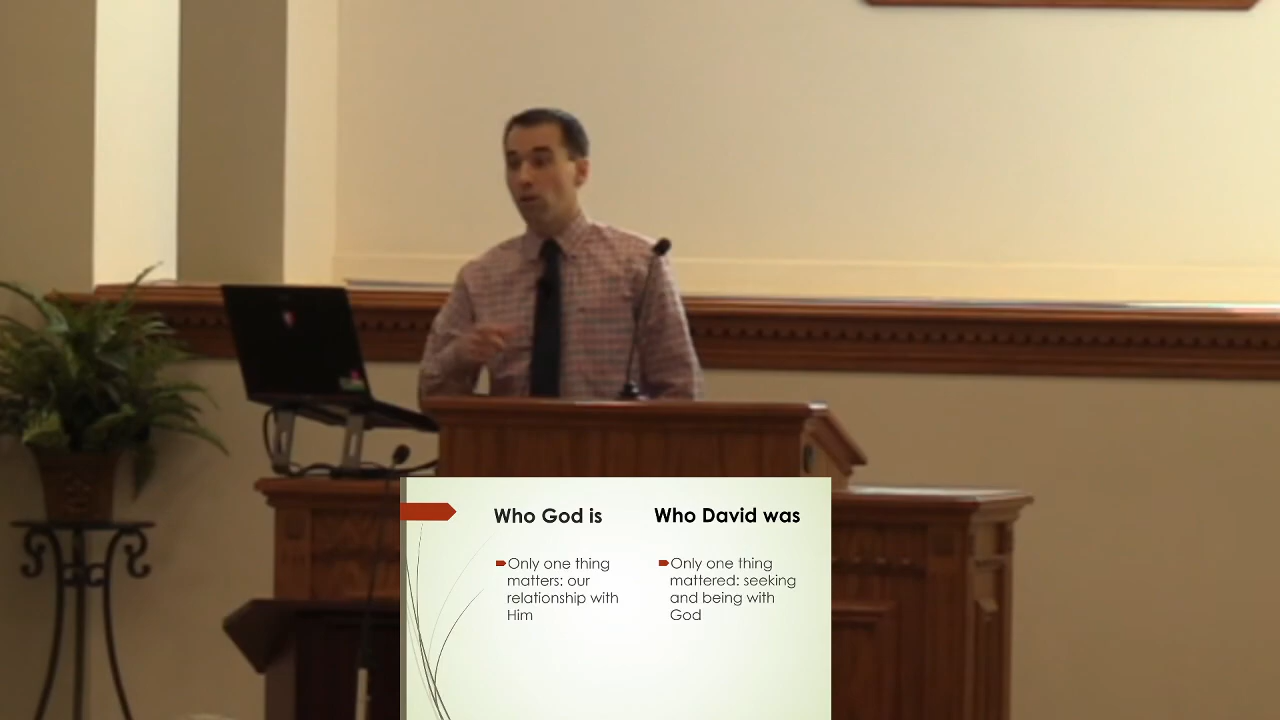 Who God is
Who David was
Only one thing
matters: our
relationship with
Him
Only one thing
mattered: seeking
and being with
God